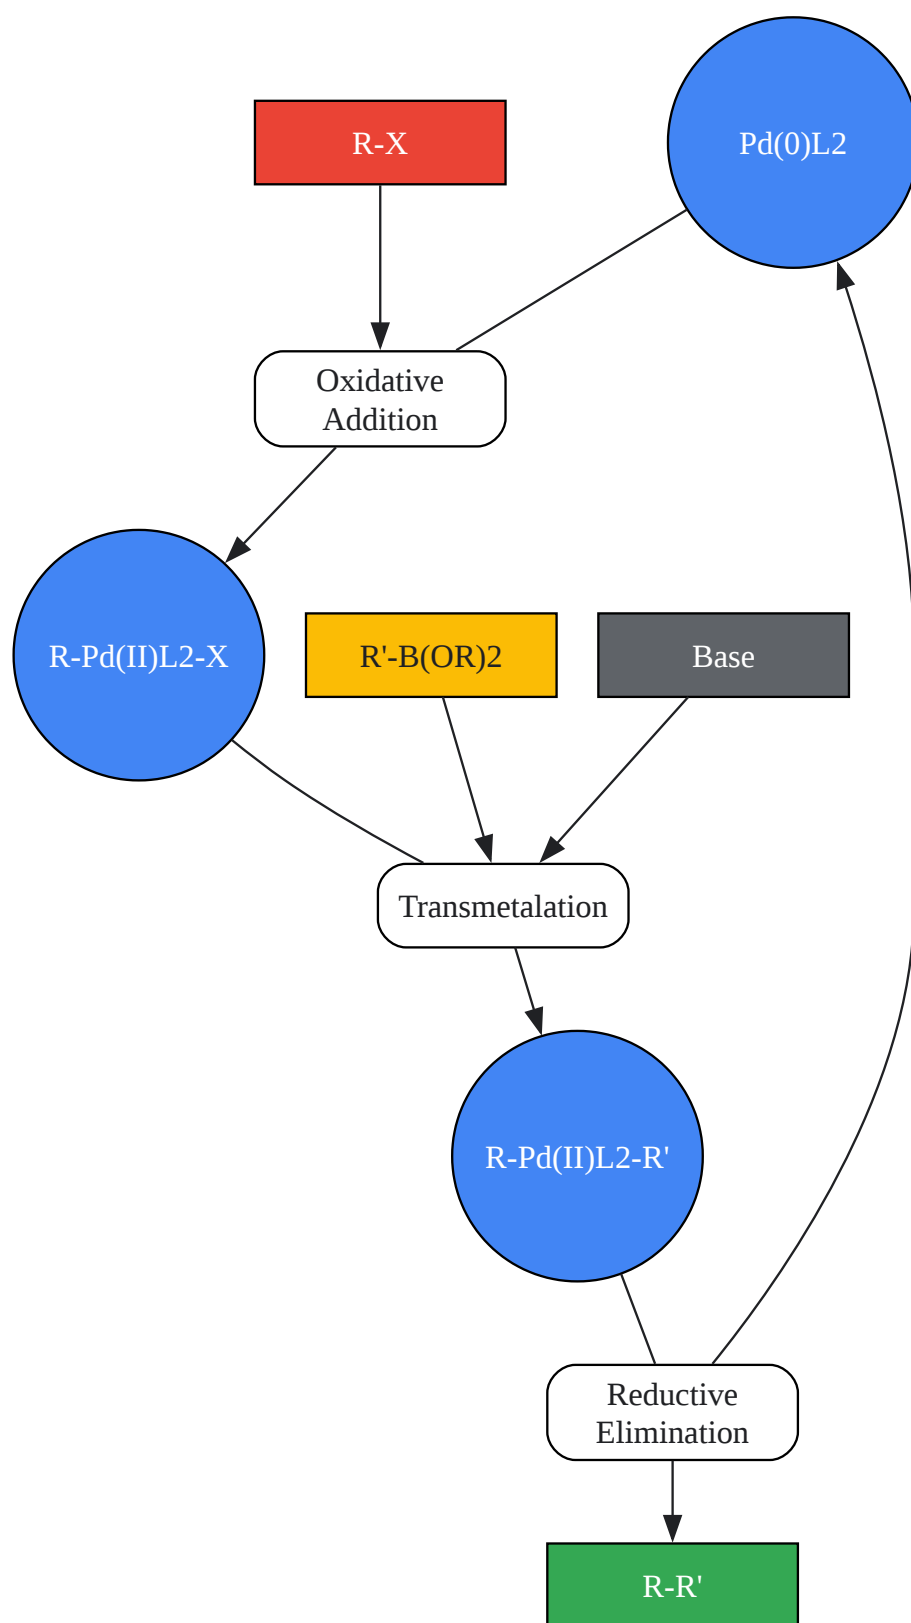 R-X
Pd(0)L2
Oxidative
Addition
R-Pd(II)L2-X
R'-B(OR)2
Base
Transmetalation
R-Pd(II)L2-R'
Reductive
Elimination
R-R'